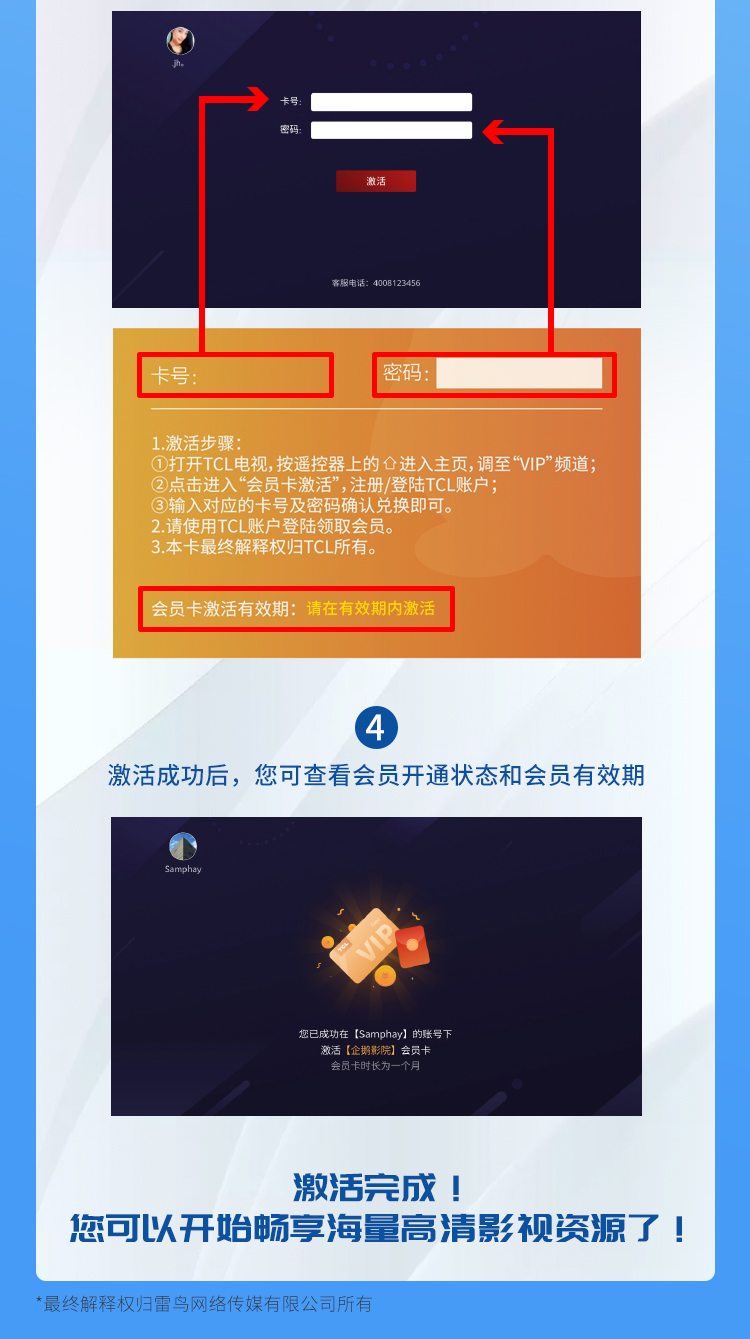 .jh。
卡号:
密码:
激活
客服电话：4008123456
卡号：
密码：
1.激活步骤：
①打开TCL电视，按遥控器上的⇧进入主页，调至“VIP”频道；
②点击进入“会员卡激活”，注册/登陆TCL账户；
③输入对应的卡号及密码确认兑换即可。
2.请使用TCL账户登陆领取会员。
3.本卡最终解释权归TCL所有。
会员卡激活有效期：请在有效期内激活
4
激活成功后，您可查看会员开通状态和会员有效期
Samphay
TCL
VIP
您已成功在【Samphay】的账号下
激活【企鹅影院】会员卡
会员卡时长为一个月
激活完成！
您可以开始畅享海量高清影视资源了！
*最终解释权归雷鸟网络传媒有限公司所有